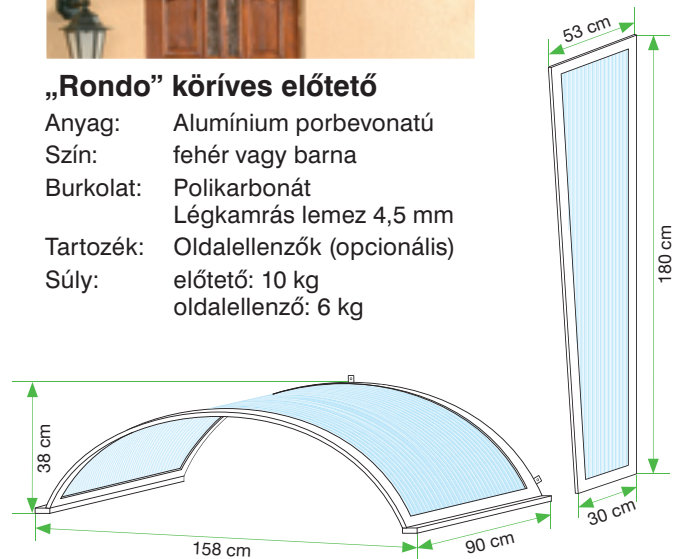 „Rondo” köríves előtető
Anyag: Alumínium porbevonatú
Szín: fehér vagy barna
Burkolat: Polikarbonát
Légkamrás lemez 4,5 mm
Tartozék: Oldalellenzők (opcionális)
Súly: előtető: 10 kg
oldalellenző: 6 kg
53 cm
180 cm
30 cm
38 cm
158 cm
90 cm